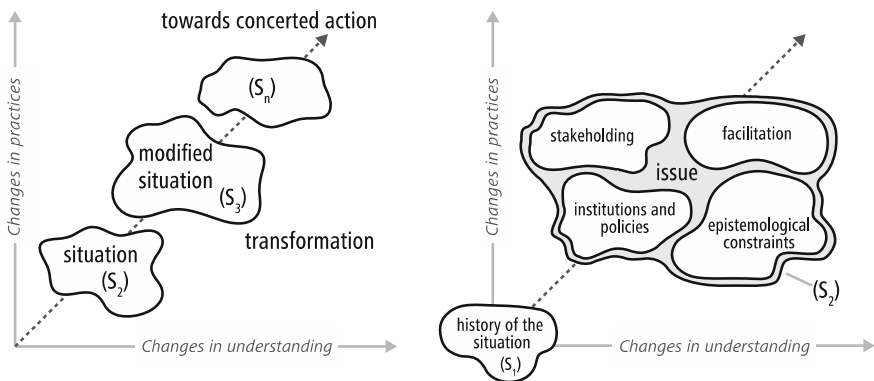 towards concerted action
(Sₙ)
modified
situation
(S₃)
transformation
situation
(S₂)
Changes in practices
Changes in understanding
Changes in practices
stakeholding
facilitation
issue
institutions and
policies
epistemological
constraints
(S₂)
history of the
situation
(S₁)
Changes in understanding